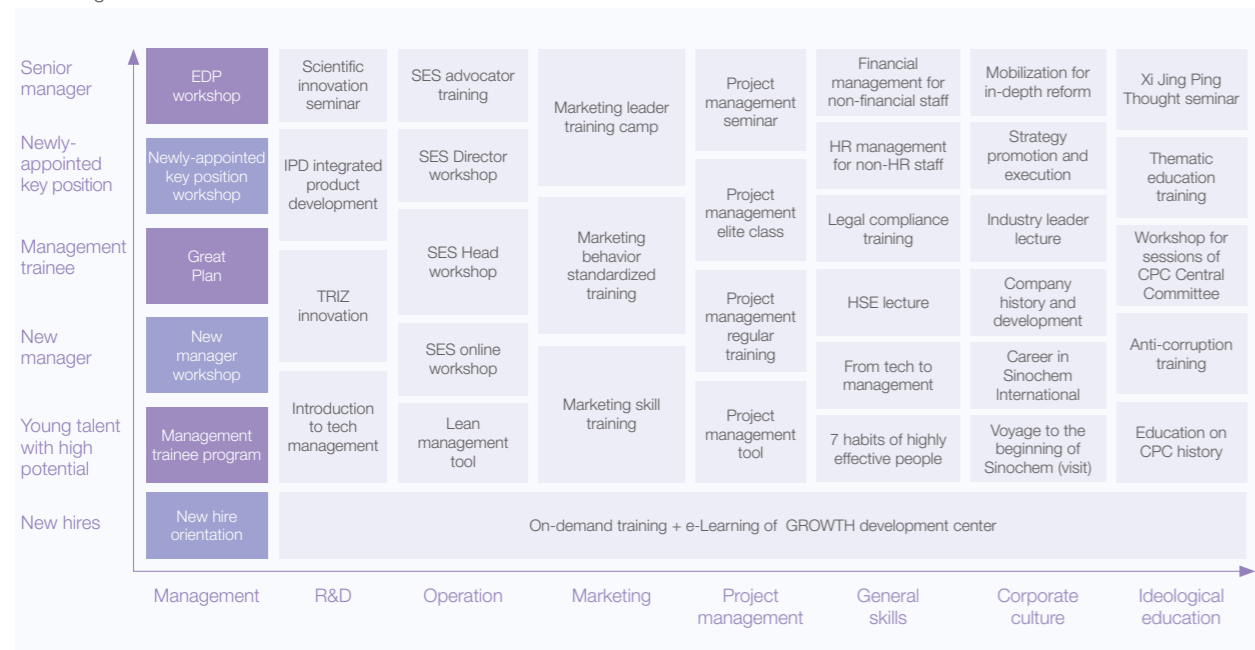 Senior
manager
Newly-
appointed
key position
Management
trainee
New
manager
Young talent
with high
potential
New hires
EDP
workshop
Newly-appointed
key position
workshop
Great
Plan
New
manager
workshop
Management
trainee program
New hire
orientation
Scientific
innovation
seminar
IPD integrated
product
development
TRIZ
innovation
Introduction
to tech
management
SES advocator
training
SES Director
workshop
SES Head
workshop
SES online
workshop
Lean
management
tool
Marketing leader
training camp
Marketing
behavior
standardized
training
Marketing skill
training
Project
management
seminar
Project
management
elite class
Project
management
regular
training
Project
management
tool
Financial
management for
non-financial staff
HR management
for non-HR staff
Legal compliance
training
HSE lecture
From tech to
management
7 habits of highly
effective people
Mobilization for
in-depth reform
Strategy
promotion and
execution
Industry leader
lecture
Company
history and
development
Career in
Sinochem
International
Voyage to the
beginning of
Sinochem (visit)
Xi Jing Ping
Thought seminar
Thematic
education
training
Workshop for
sessions of
CPC Central
Committee
Anti-corruption
training
Education on
CPC history
On-demand training + e-Learning of GROWTH development center
Management
R&D
Operation
Marketing
Project
management
General
skills
Corporate
culture
Ideological
education